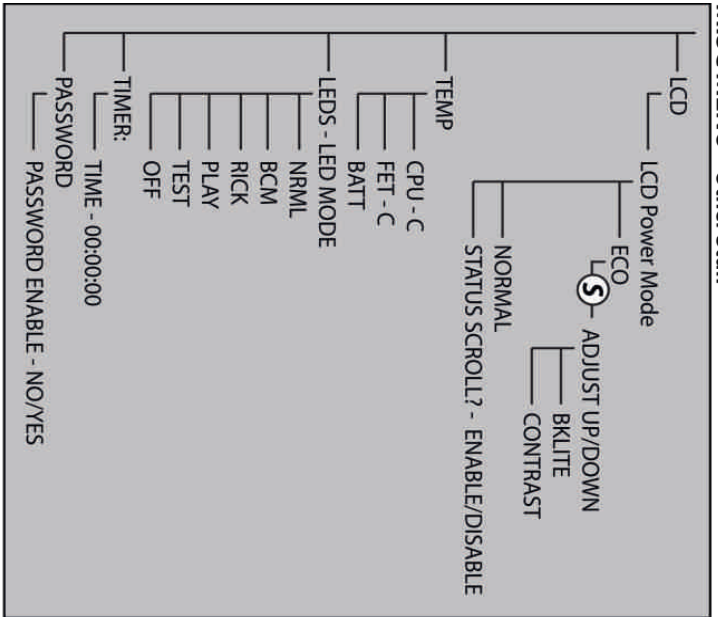 LCD
LCD Power Mode
ECO
S ADJUST UP/DOWN
BKLITE
CONTRAST
NORMAL
STATUS SCROLL? - ENABLE/DISABLE
TEMP
CPU - C
FET - C
BATT
LEDS - LED MODE
NRML
BCM
RICK
PLAY
TEST
OFF
TIMER:
TIME - 00:00:00
PASSWORD
PASSWORD ENABLE - NO/YES